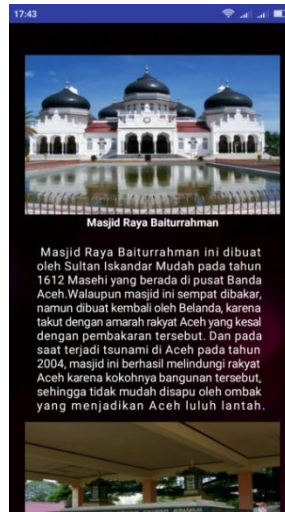 17:43
Masjid Raya Baiturrahman
Masjid Raya Baiturrahman ini dibuat
oleh Sultan Iskandar Mudah pada tahun
1612 Masehi yang berada di pusat Banda
Aceh.Walaupun masjid ini sempat dibakar,
namun dibuat kembali oleh Belanda, karena
takut dengan amarah rakyat Aceh yang kesal
dengan pembakaran tersebut. Dan pada
saat terjadi tsunami di Aceh pada tahun
2004, masjid ini berhasil melindungi rakyat
Aceh karena kokohnya bangunan tersebut,
sehingga tidak mudah disapu oleh ombak
yang menjadikan Aceh luluh lantah.